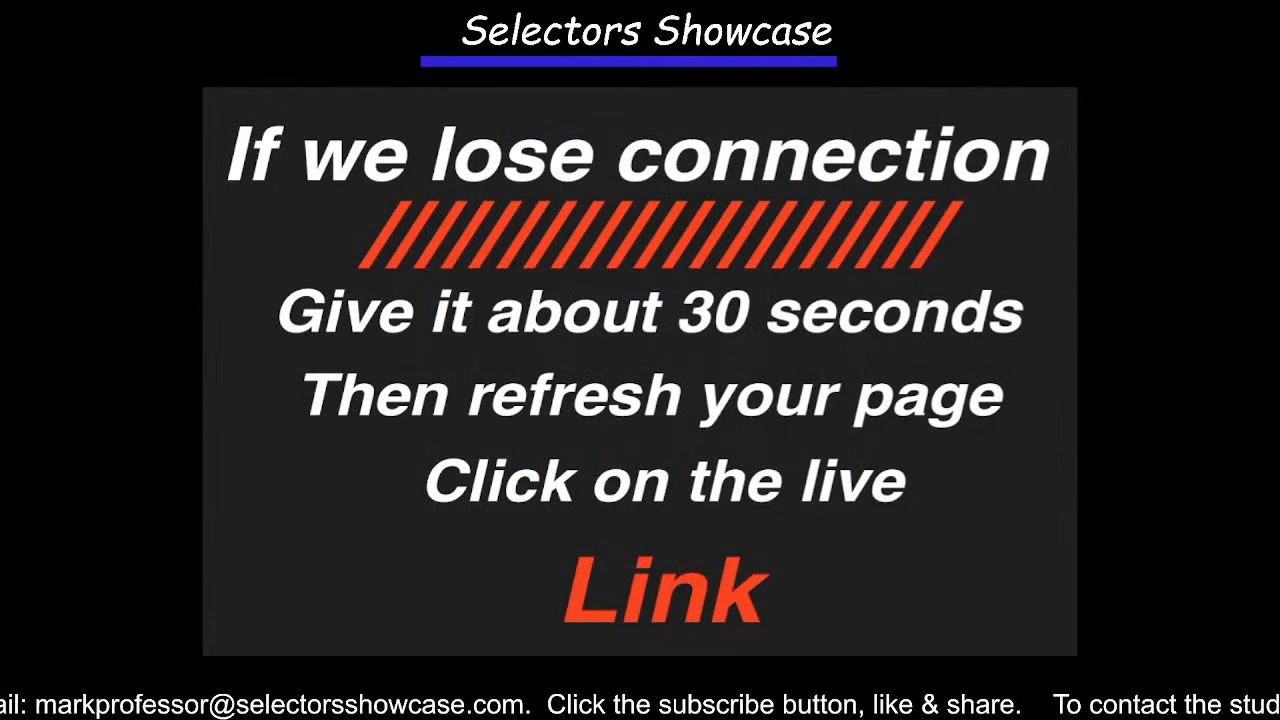 Selectors Showcase
If we lose connection
Give it about 30 seconds
Then refresh your page
Click on the live
Link
markprofessor@selectorsshowcase.com. Click the subscribe button, like & share. To contact the